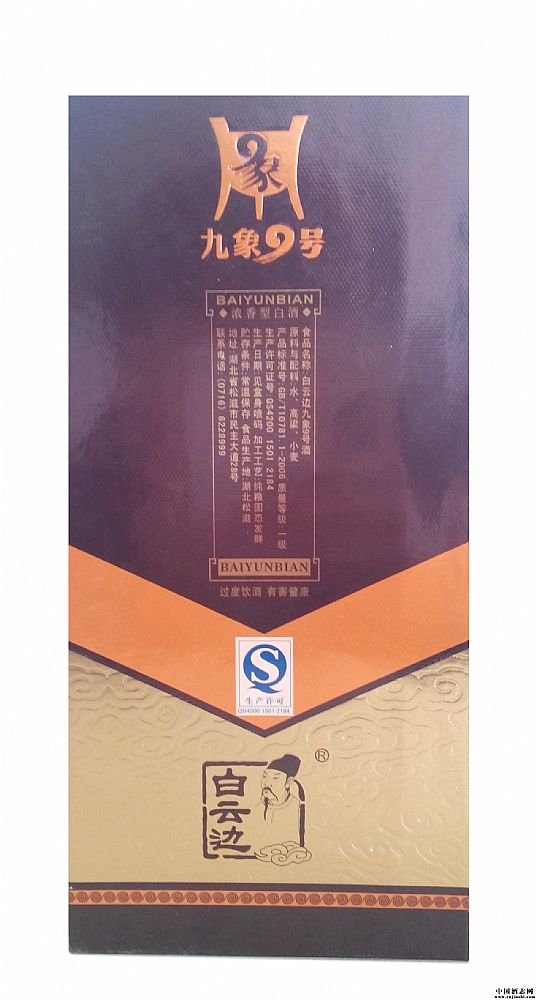 象
九象9号
BAIYUNBIAN
◆浓香型白酒◆
食品名称:白云边九象9号酒
原料与配料:水、高粱、小麦
产品标准号:GB/T10781.1-2006 质量等级:一级
生产许可证号:QS4200 1501 2184
生产日期:见盒身喷码 加工工艺:纯粮固态发酵
贮存条件:常温保存 食品生产地:湖北松滋
地址:湖北省松滋市民主大道28号
联系电话:(0716) 6228999
BAIYUNBIAN
过度饮酒 有害健康
S
生产许可
QS4200 1501 2184
®
白云边
中国酒志网
www.cnjiuzhi.com